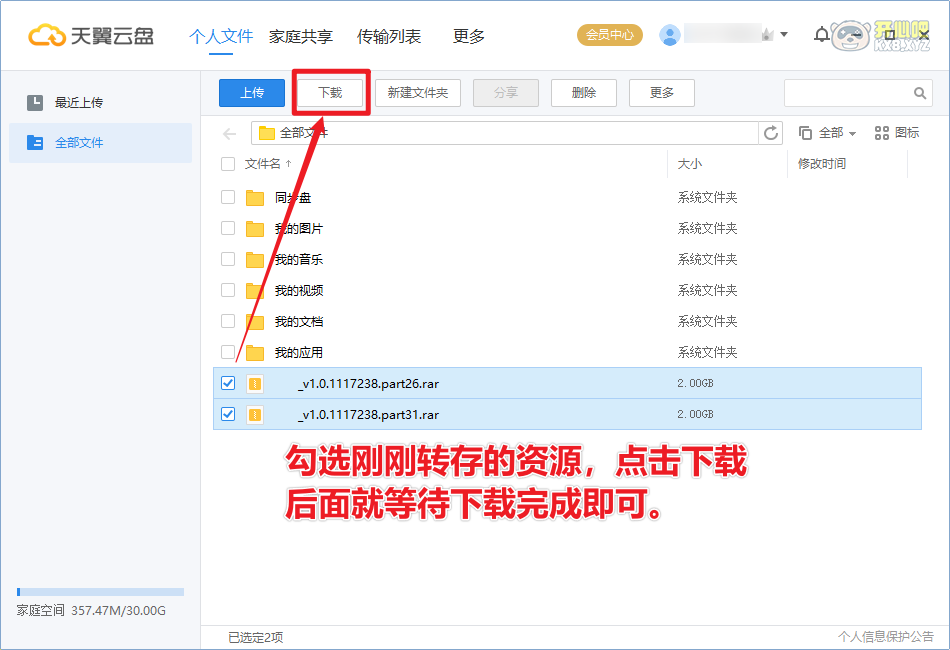 天翼云盘
个人文件 家庭共享 传输列表 更多 会员中心
开心吧
KX8.XYZ
上传 下载 新建文件夹 分享 删除 更多
最近上传
全部文件
全部文件 全部 图标
文件名 ↑ 大小 修改时间
同步盘 系统文件夹
我的图片 系统文件夹
我的音乐 系统文件夹
我的视频 系统文件夹
我的文档 系统文件夹
我的应用 系统文件夹
_v1.0.1117238.part26.rar 2.00GB
_v1.0.1117238.part31.rar 2.00GB
勾选刚刚转存的资源，点击下载
后面就等待下载完成即可。
家庭空间 357.47M/30.00G
已选定2项 个人信息保护公告